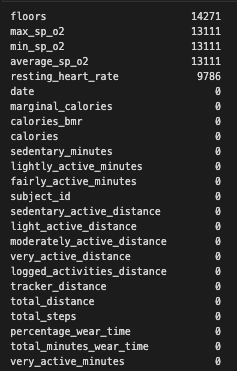 floors 14271
max_sp_o2 13111
min_sp_o2 13111
average_sp_o2 13111
resting_heart_rate 9786
date 0
marginal_calories 0
calories_bmr 0
calories 0
sedentary_minutes 0
lightly_active_minutes 0
fairly_active_minutes 0
subject_id 0
sedentary_active_distance 0
light_active_distance 0
moderately_active_distance 0
very_active_distance 0
logged_activities_distance 0
tracker_distance 0
total_distance 0
total_steps 0
percentage_wear_time 0
total_minutes_wear_time 0
very_active_minutes 0